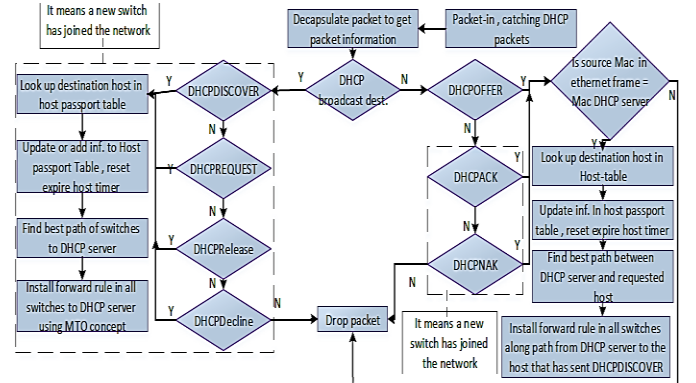 It means a new switch
has joined the network
Decapsulate packet to get
packet information
Packet-in , catching DHCP
packets
Is source Mac in
ethernet frame =
Mac DHCP server
Y
N
Look up destination host in
host passport table
Y
DHCPDISCOVER
Y
DHCP
broadcast dest.
N
DHCPOFFER
Y
N
N
Update or add inf. to Host
passport Table , reset
expire host timer
DHCPREQUEST
Y
DHCPACK
Y
Look up destination host in
Host-table
N
N
Update inf. In host passport
table , reset expire host timer
Find best path of switches
to DHCP server
Y
DHCPRelease
DHCPNAK
Y
N
Find best path between
DHCP server and requested
host
N
Install forward rule in all
switches to DHCP server
using MTO concept
Y
DHCPDecline
N
Drop packet
It means a new
switch has joined
the network
Install forward rule in all switches
along path from DHCP server to the
host that has sent DHCPDISCOVER